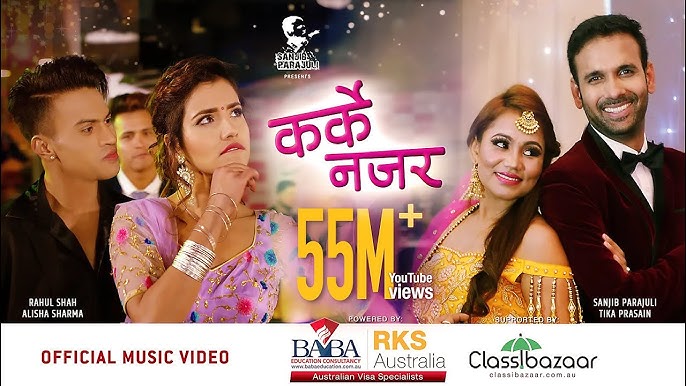 SANJIB
PARAJULI
PRESENTS
कर्के
नजर
55M+
YouTube
views
RAHUL SHAH
ALISHA SHARMA
SANJIB PARAJULI
TIKA PRASAIN
POWERED BY:
SUPPORTED BY:
OFFICIAL MUSIC VIDEO
BABA
EDUCATION CONSULTANCY
www.babaeducation.com.au
RKS
Australia
Australian Visa Specialists
Classibazaar
classibazaar.com.au